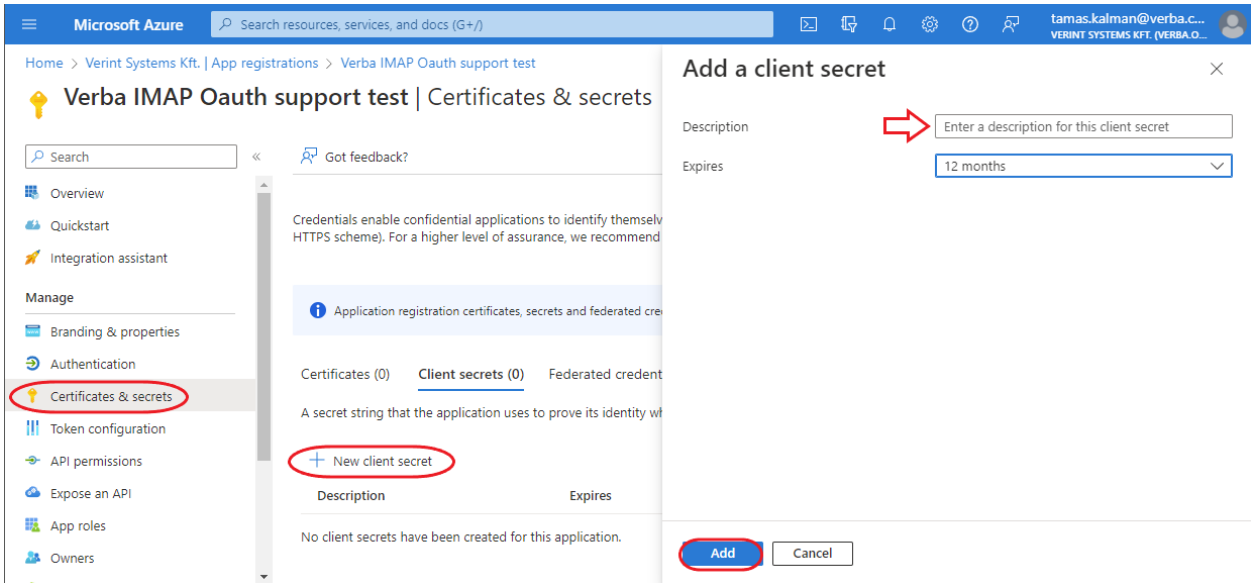 Microsoft Azure
Search resources, services, and docs (G+/)
tamas.kalman@verba.c...
VERINT SYSTEMS KFT. (VERBA.O...
Home > Verint Systems Kft. | App registrations > Verba IMAP Oauth support test
Verba IMAP Oauth support test | Certificates & secrets
Search
«
Overview
Quickstart
Integration assistant
Manage
Branding & properties
Authentication
Certificates & secrets
Token configuration
API permissions
Expose an API
App roles
Owners
Got feedback?
Credentials enable confidential applications to identify themselv
HTTPS scheme). For a higher level of assurance, we recommend
Application registration certificates, secrets and federated cre
Certificates (0) Client secrets (0) Federated credent
A secret string that the application uses to prove its identity wh
+ New client secret
Description Expires
No client secrets have been created for this application.
Add a client secret
Description
Enter a description for this client secret
Expires
12 months
Add Cancel